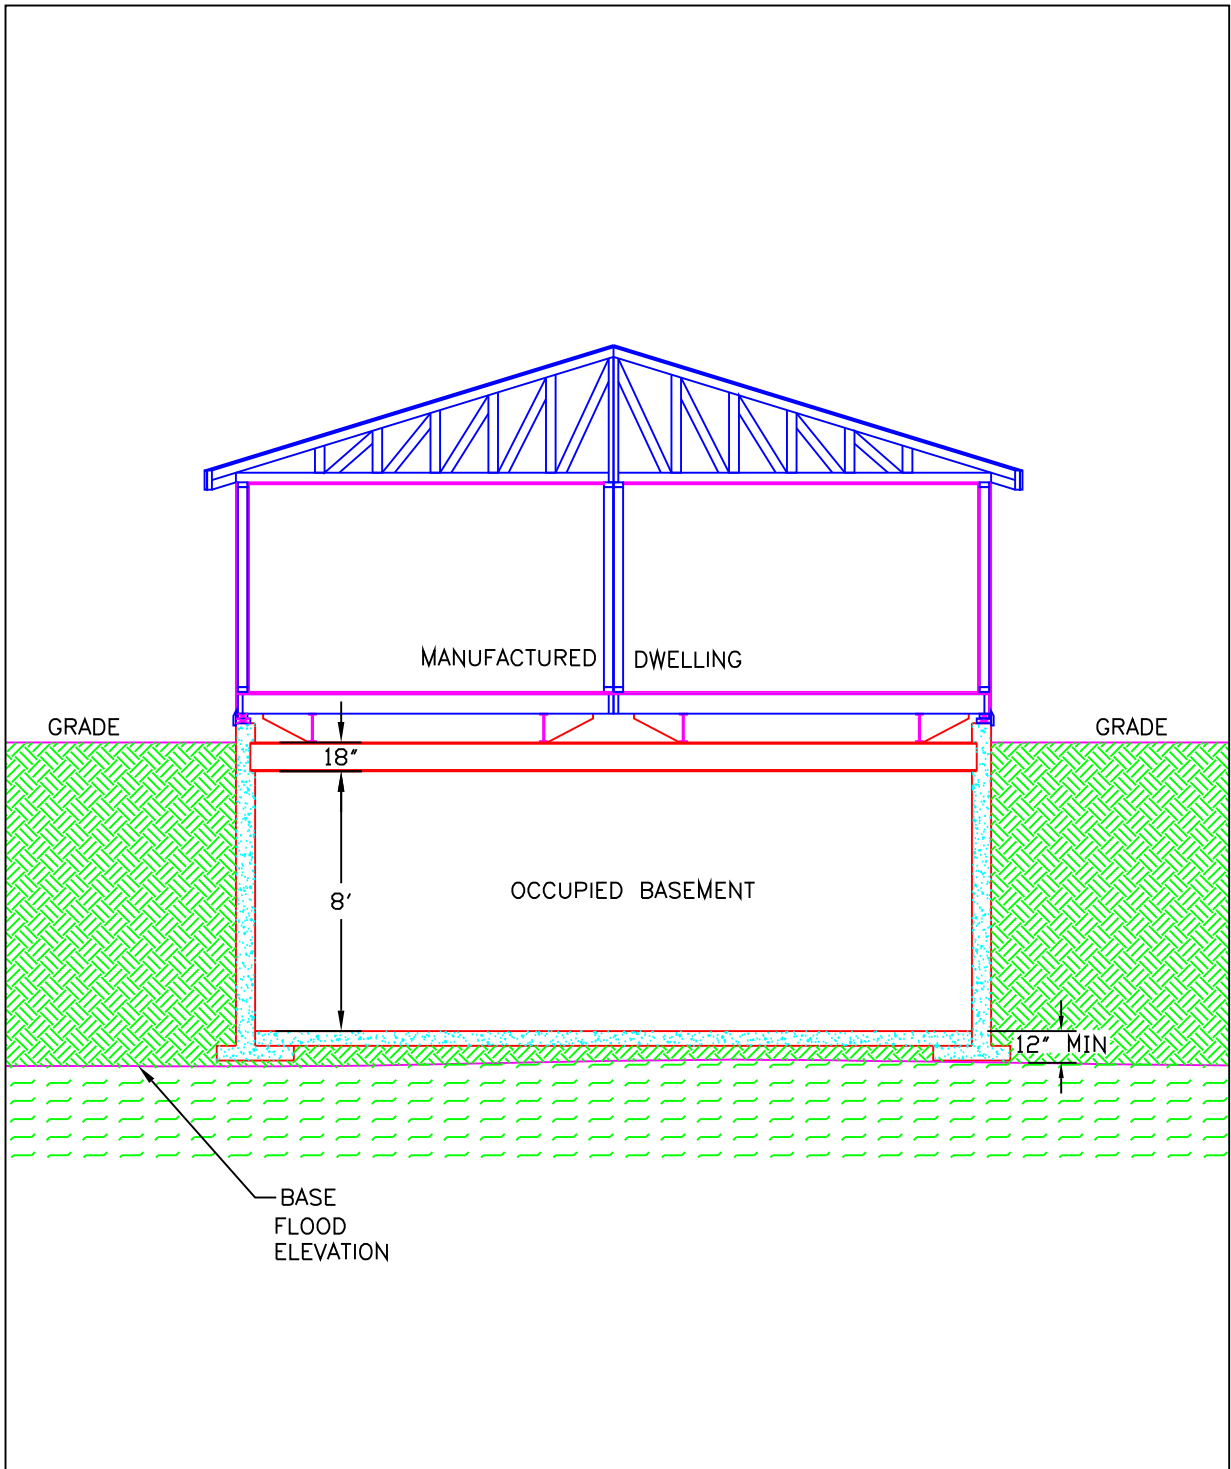 MANUFACTURED DWELLING
GRADE
GRADE
18″
8′
OCCUPIED BASEMENT
12″ MIN
BASE
FLOOD
ELEVATION